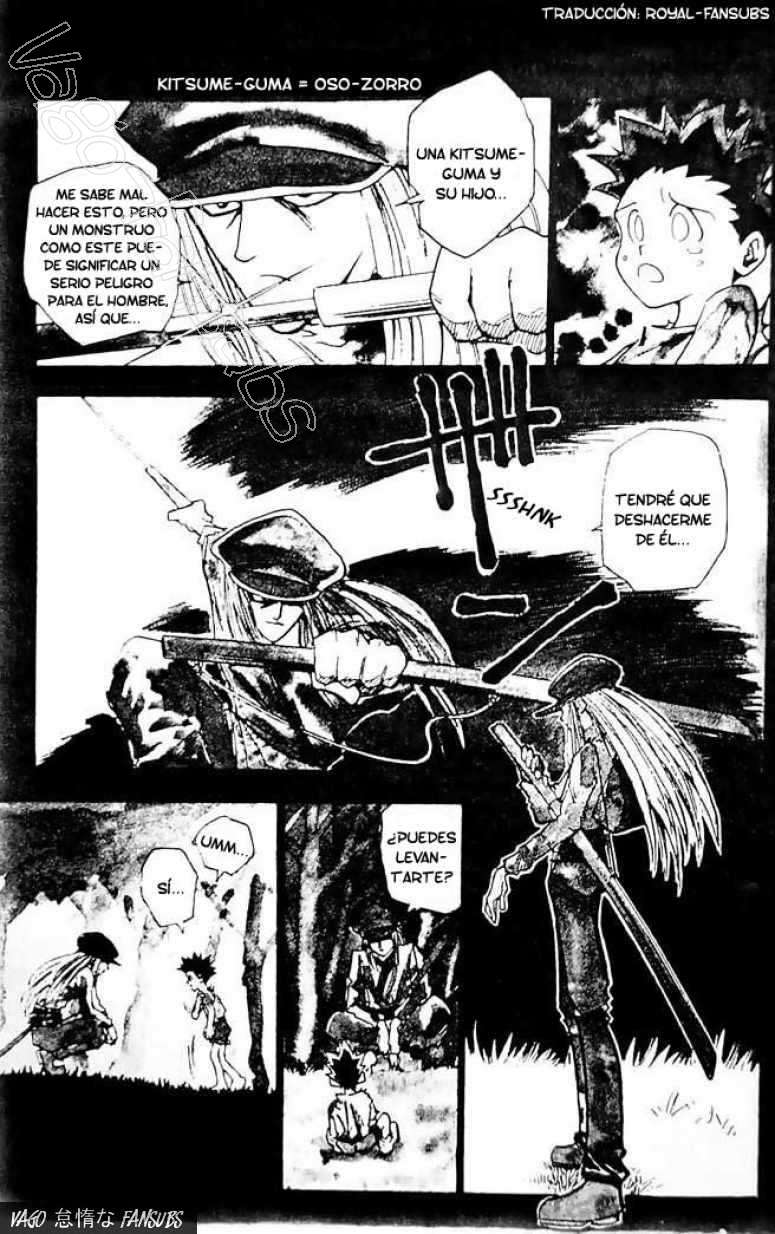 TRADUCCIÓN: ROYAL-FANSUBS
KITSUME-GUMA = OSO-ZORRO
UNA KITSUME-
GUMA Y
SU HIJO...
ME SABE MAL
HACER ESTO, PERO
UN MONSTRUO
COMO ESTE PUE-
DE SIGNIFICAR UN
SERIO PELIGRO
PARA EL HOMBRE,
ASÍ QUE...
SSSHNK
TENDRÉ QUE
DESHACERME
DE ÉL...
¿PUEDES
LEVAN-
TARTE?
UMM...
SÍ...
VAGO 怠惰な FANSUBS